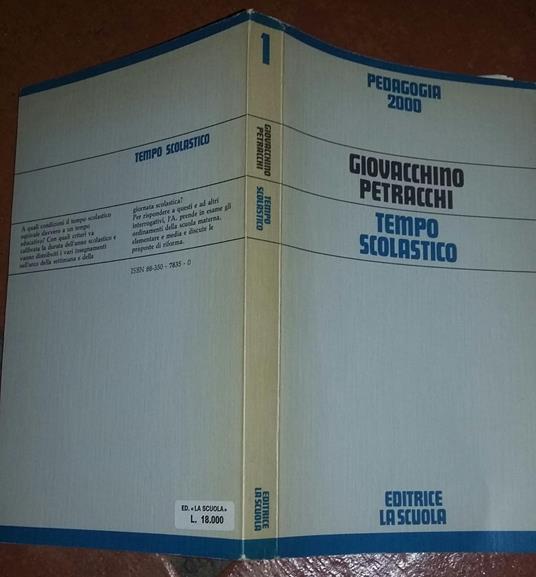 TEMPO SCOLASTICO
A quali condizioni il tempo scolastico
equivale davvero a un tempo
educativo? Con quali criteri va
calibrata la durata dell'anno scolastico e
vanno distribuiti i vari insegnamenti
nell'arco della settimana e della
giornata scolastica?
Per rispondere a questi e ad altri
interrogativi, l'A. prende in esame gli
ordinamenti della scuola materna,
elementare e media e discute le
proposte di riforma.
ISBN 88-350-7835-0
ED. «LA SCUOLA»
L. 18.000
1
GIOVACCHINO
PETRACCHI
TEMPO
SCOLASTICO
EDITRICE
LA SCUOLA
PEDAGOGIA
2000
GIOVACCHINO
PETRACCHI
TEMPO
SCOLASTICO
EDITRICE
LA SCUOLA